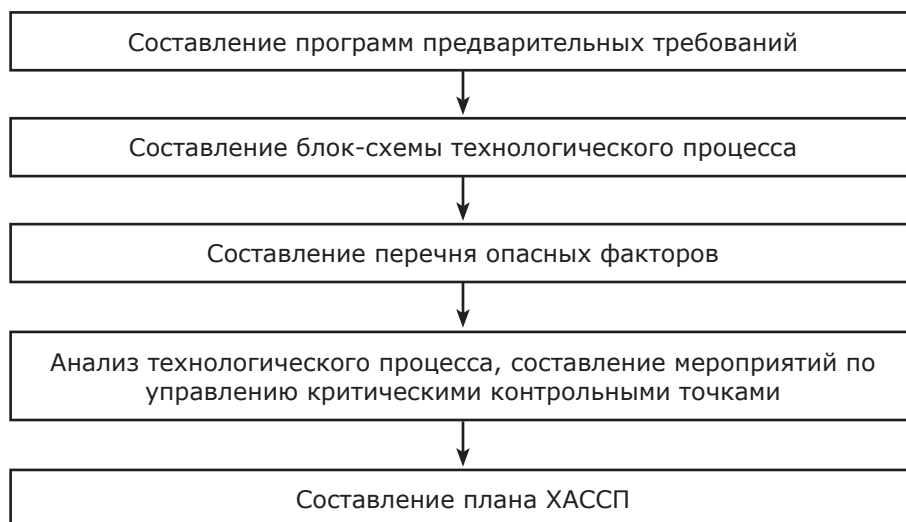 Составление программ предварительных требований
Составление блок-схемы технологического процесса
Составление перечня опасных факторов
Анализ технологического процесса, составление мероприятий по
управлению критическими контрольными точками
Составление плана ХАССП